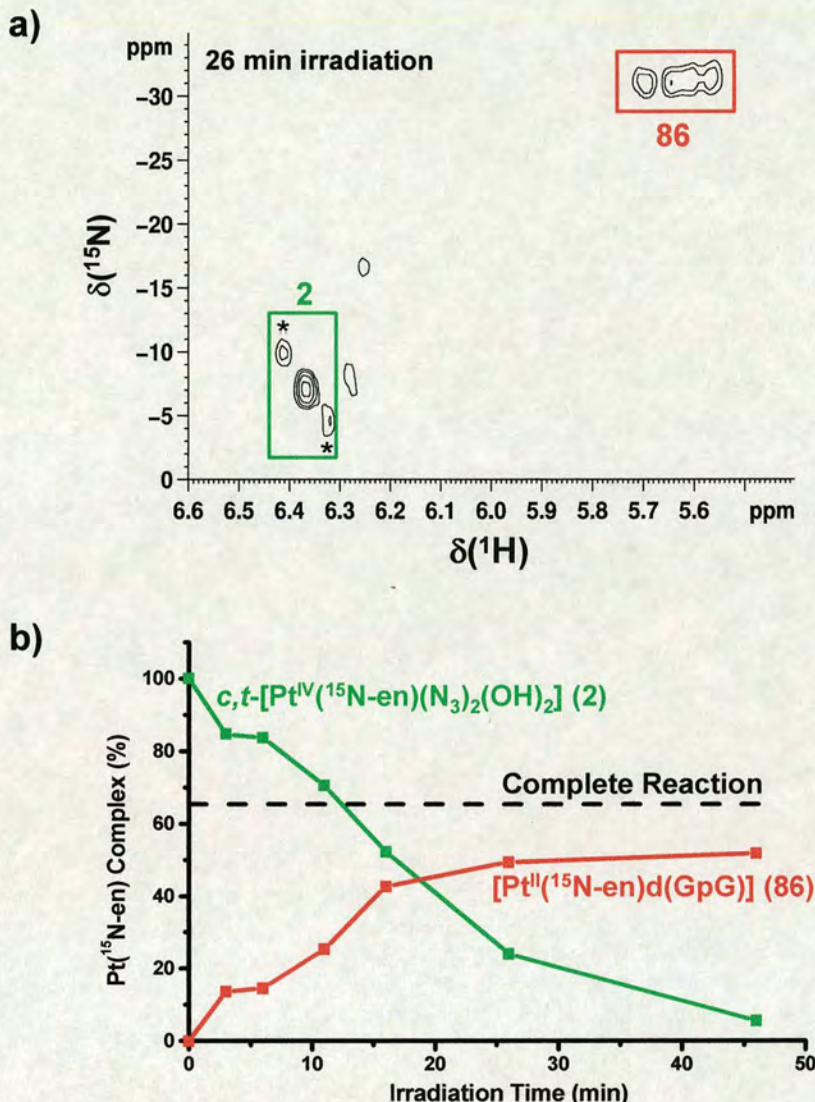 a)
ppm
26 min irradiation
-30
86
-25
-20
-15
2
*
-10
-5
*
0
δ(¹⁵N)
6.6 6.5 6.4 6.3 6.2 6.1 6.0 5.9 5.8 5.7 5.6 ppm
δ(¹H)
b)
100
c,t-[Ptᴵⱽ(¹⁵N-en)(N₃)₂(OH)₂] (2)
80
Complete Reaction
60
[Ptᴵᴵ(¹⁵N-en)d(GpG)] (86)
40
20
0
Pt(¹⁵N-en) Complex (%)
0 10 20 30 40 50
Irradiation Time (min)